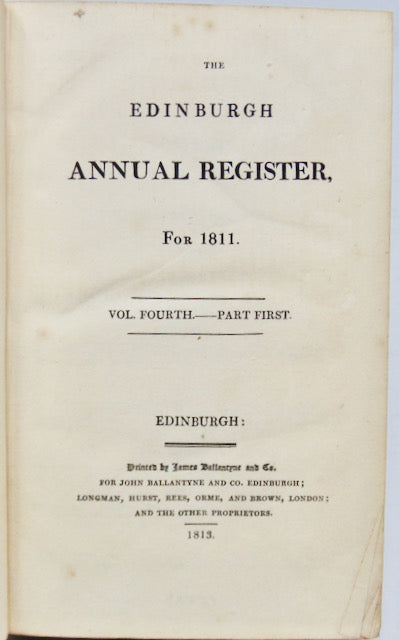 THE
EDINBURGH
ANNUAL REGISTER,
FOR 1811.
VOL. FOURTH.——PART FIRST.
EDINBURGH:
Printed by James Ballantyne and Co.
FOR JOHN BALLANTYNE AND CO. EDINBURGH;
LONGMAN, HURST, REES, ORME, AND BROWN, LONDON;
AND THE OTHER PROPRIETORS.
1813.